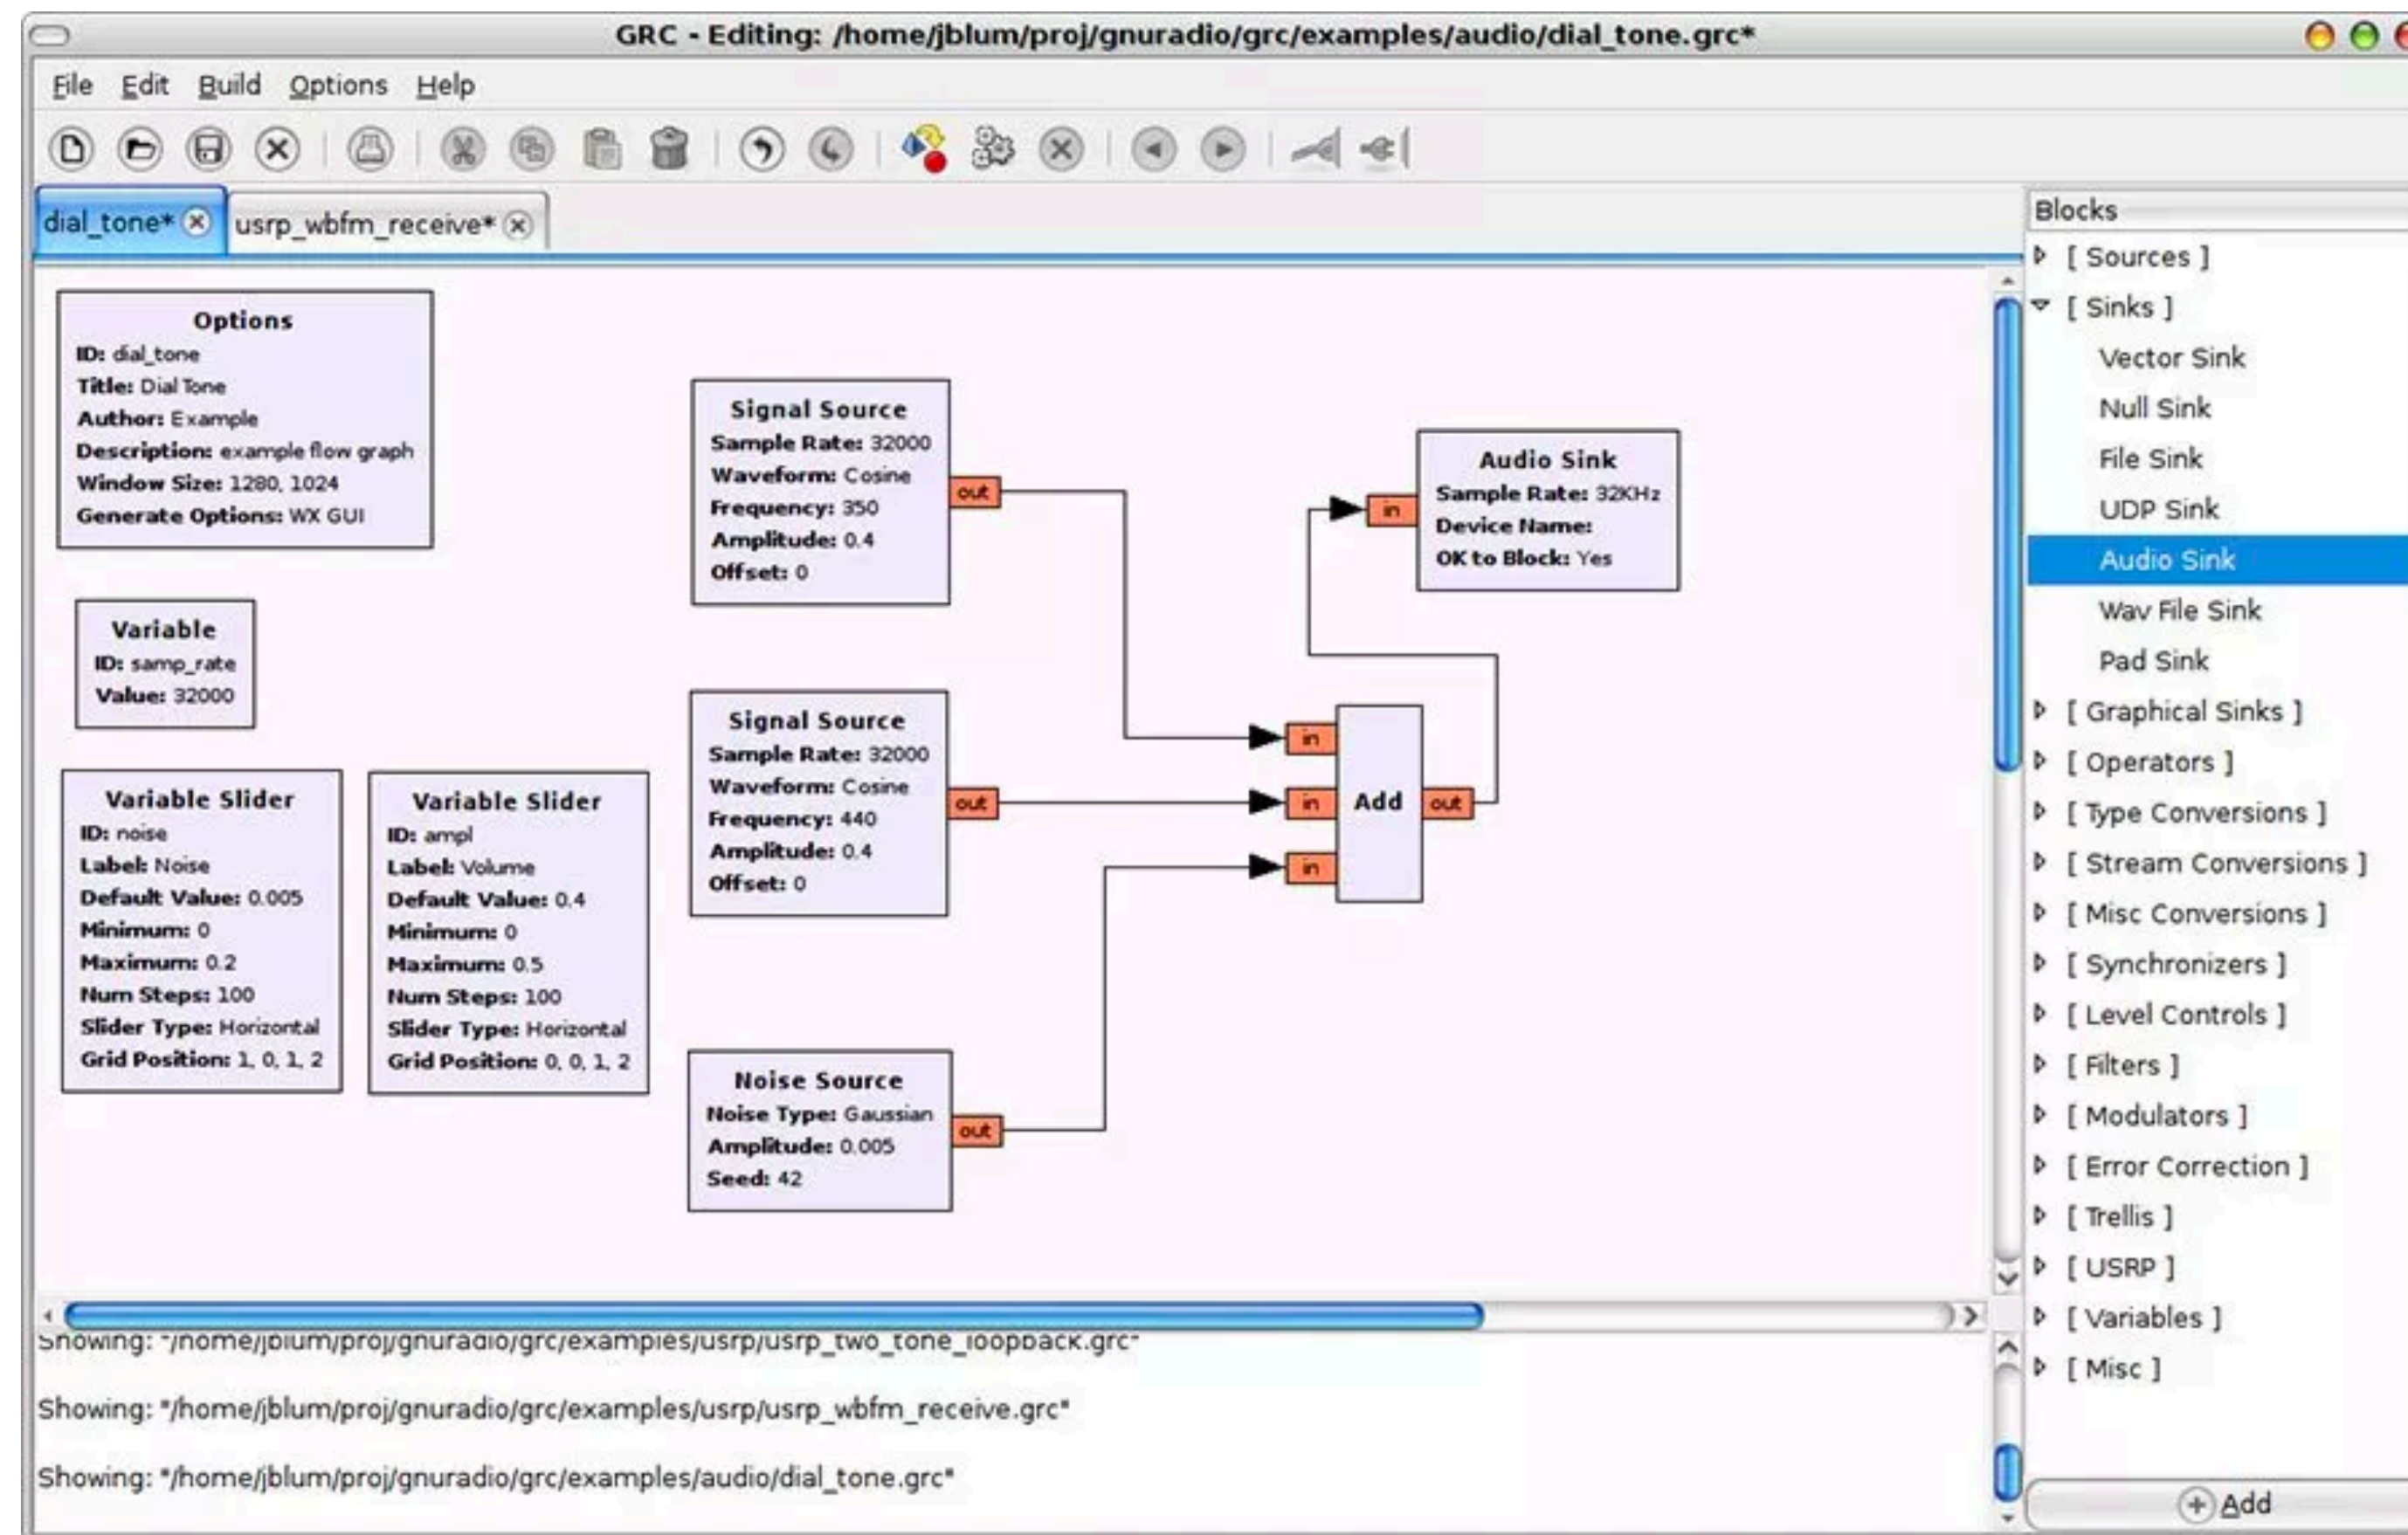 GRC - Editing: /home/jblum/proj/gnuradio/grc/examples/audio/dial_tone.grc*
File Edit Build Options Help
dial_tone* usrp_wbfm_receive*
Options
ID: dial_tone
Title: Dial Tone
Author: Example
Description: example flow graph
Window Size: 1280, 1024
Generate Options: WX GUI
Variable
ID: samp_rate
Value: 32000
Variable Slider
ID: noise
Label: Noise
Default Value: 0.005
Minimum: 0
Maximum: 0.2
Num Steps: 100
Slider Type: Horizontal
Grid Position: 1, 0, 1, 2
Variable Slider
ID: ampl
Label: Volume
Default Value: 0.4
Minimum: 0
Maximum: 0.5
Num Steps: 100
Slider Type: Horizontal
Grid Position: 0, 0, 1, 2
Signal Source
Sample Rate: 32000
Waveform: Cosine
Frequency: 350
Amplitude: 0.4
Offset: 0
out
Signal Source
Sample Rate: 32000
Waveform: Cosine
Frequency: 440
Amplitude: 0.4
Offset: 0
out
Noise Source
Noise Type: Gaussian
Amplitude: 0.005
Seed: 42
out
in
in
in
Add
out
in
Audio Sink
Sample Rate: 32KHz
Device Name:
OK to Block: Yes
Blocks
[ Sources ]
[ Sinks ]
Vector Sink
Null Sink
File Sink
UDP Sink
Audio Sink
Wav File Sink
Pad Sink
[ Graphical Sinks ]
[ Operators ]
[ Type Conversions ]
[ Stream Conversions ]
[ Misc Conversions ]
[ Synchronizers ]
[ Level Controls ]
[ Filters ]
[ Modulators ]
[ Error Correction ]
[ Trellis ]
[ USRP ]
[ Variables ]
[ Misc ]
Add
Showing: "/home/jblum/proj/gnuradio/grc/examples/usrp/usrp_two_tone_loopback.grc"
Showing: "/home/jblum/proj/gnuradio/grc/examples/usrp/usrp_wbfm_receive.grc"
Showing: "/home/jblum/proj/gnuradio/grc/examples/audio/dial_tone.grc"